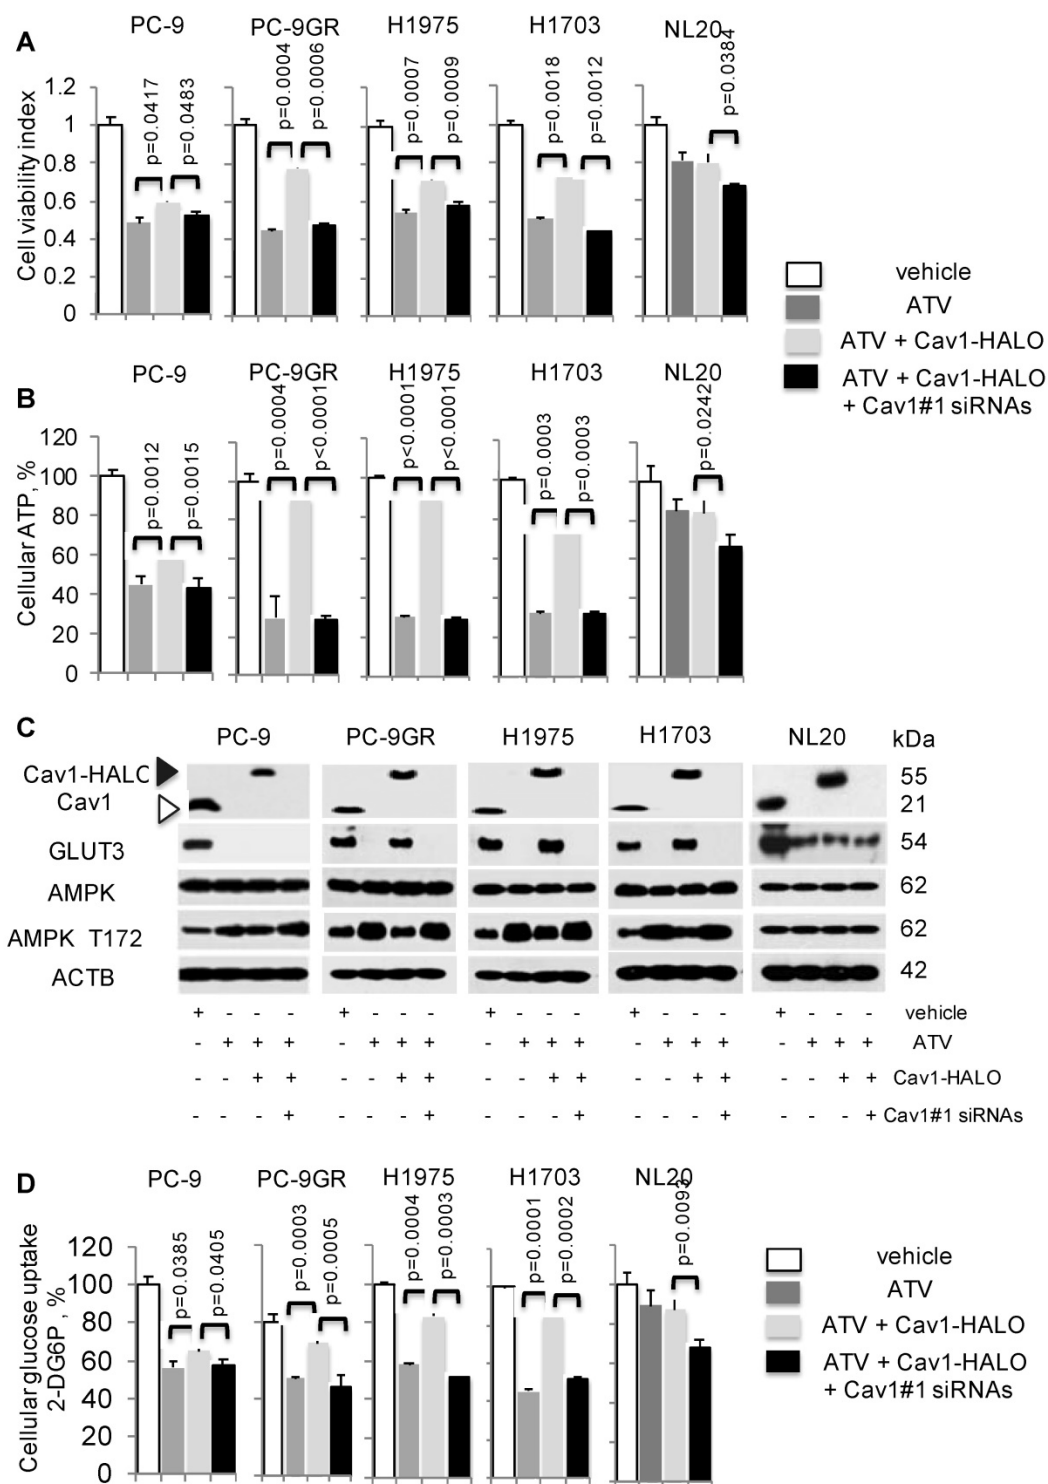 A
PC-9
PC-9GR
H1975
H1703
NL20
p=0.0417
p=0.0483
p=0.0004
p=0.0006
p=0.0007
p=0.0009
p=0.0018
p=0.0012
p=0.0384
Cell viability index
1.2
1
0.8
0.6
0.4
0.2
0
vehicle
ATV
ATV + Cav1-HALO
ATV + Cav1-HALO
+ Cav1#1 siRNAs
B
PC-9
PC-9GR
H1975
H1703
NL20
p=0.0012
p=0.0015
p=0.0004
p<0.0001
p<0.0001
p<0.0001
p=0.0003
p=0.0003
p=0.0242
Cellular ATP, %
120
100
80
60
40
20
0
C
PC-9
PC-9GR
H1975
H1703
NL20
kDa
Cav1-HALO
55
Cav1
21
GLUT3
54
AMPK
62
AMPK T172
62
ACTB
42
+ - - - + - - - + - - - + - - - + - - - vehicle
- + + + - + + + - + + + - + + + - + + + ATV
- - + + - - + + - - + + - - + + - - + + Cav1-HALO
- - - + - - - + - - - + - - - + - - - + Cav1#1 siRNAs
D
PC-9
PC-9GR
H1975
H1703
NL20
p=0.0385
p=0.0405
p=0.0003
p=0.0005
p=0.0004
p=0.0003
p=0.0001
p=0.0002
p=0.0093
Cellular glucose uptake
2-DG6P, %
120
100
80
60
40
20
0
vehicle
ATV
ATV + Cav1-HALO
ATV + Cav1-HALO
+ Cav1#1 siRNAs